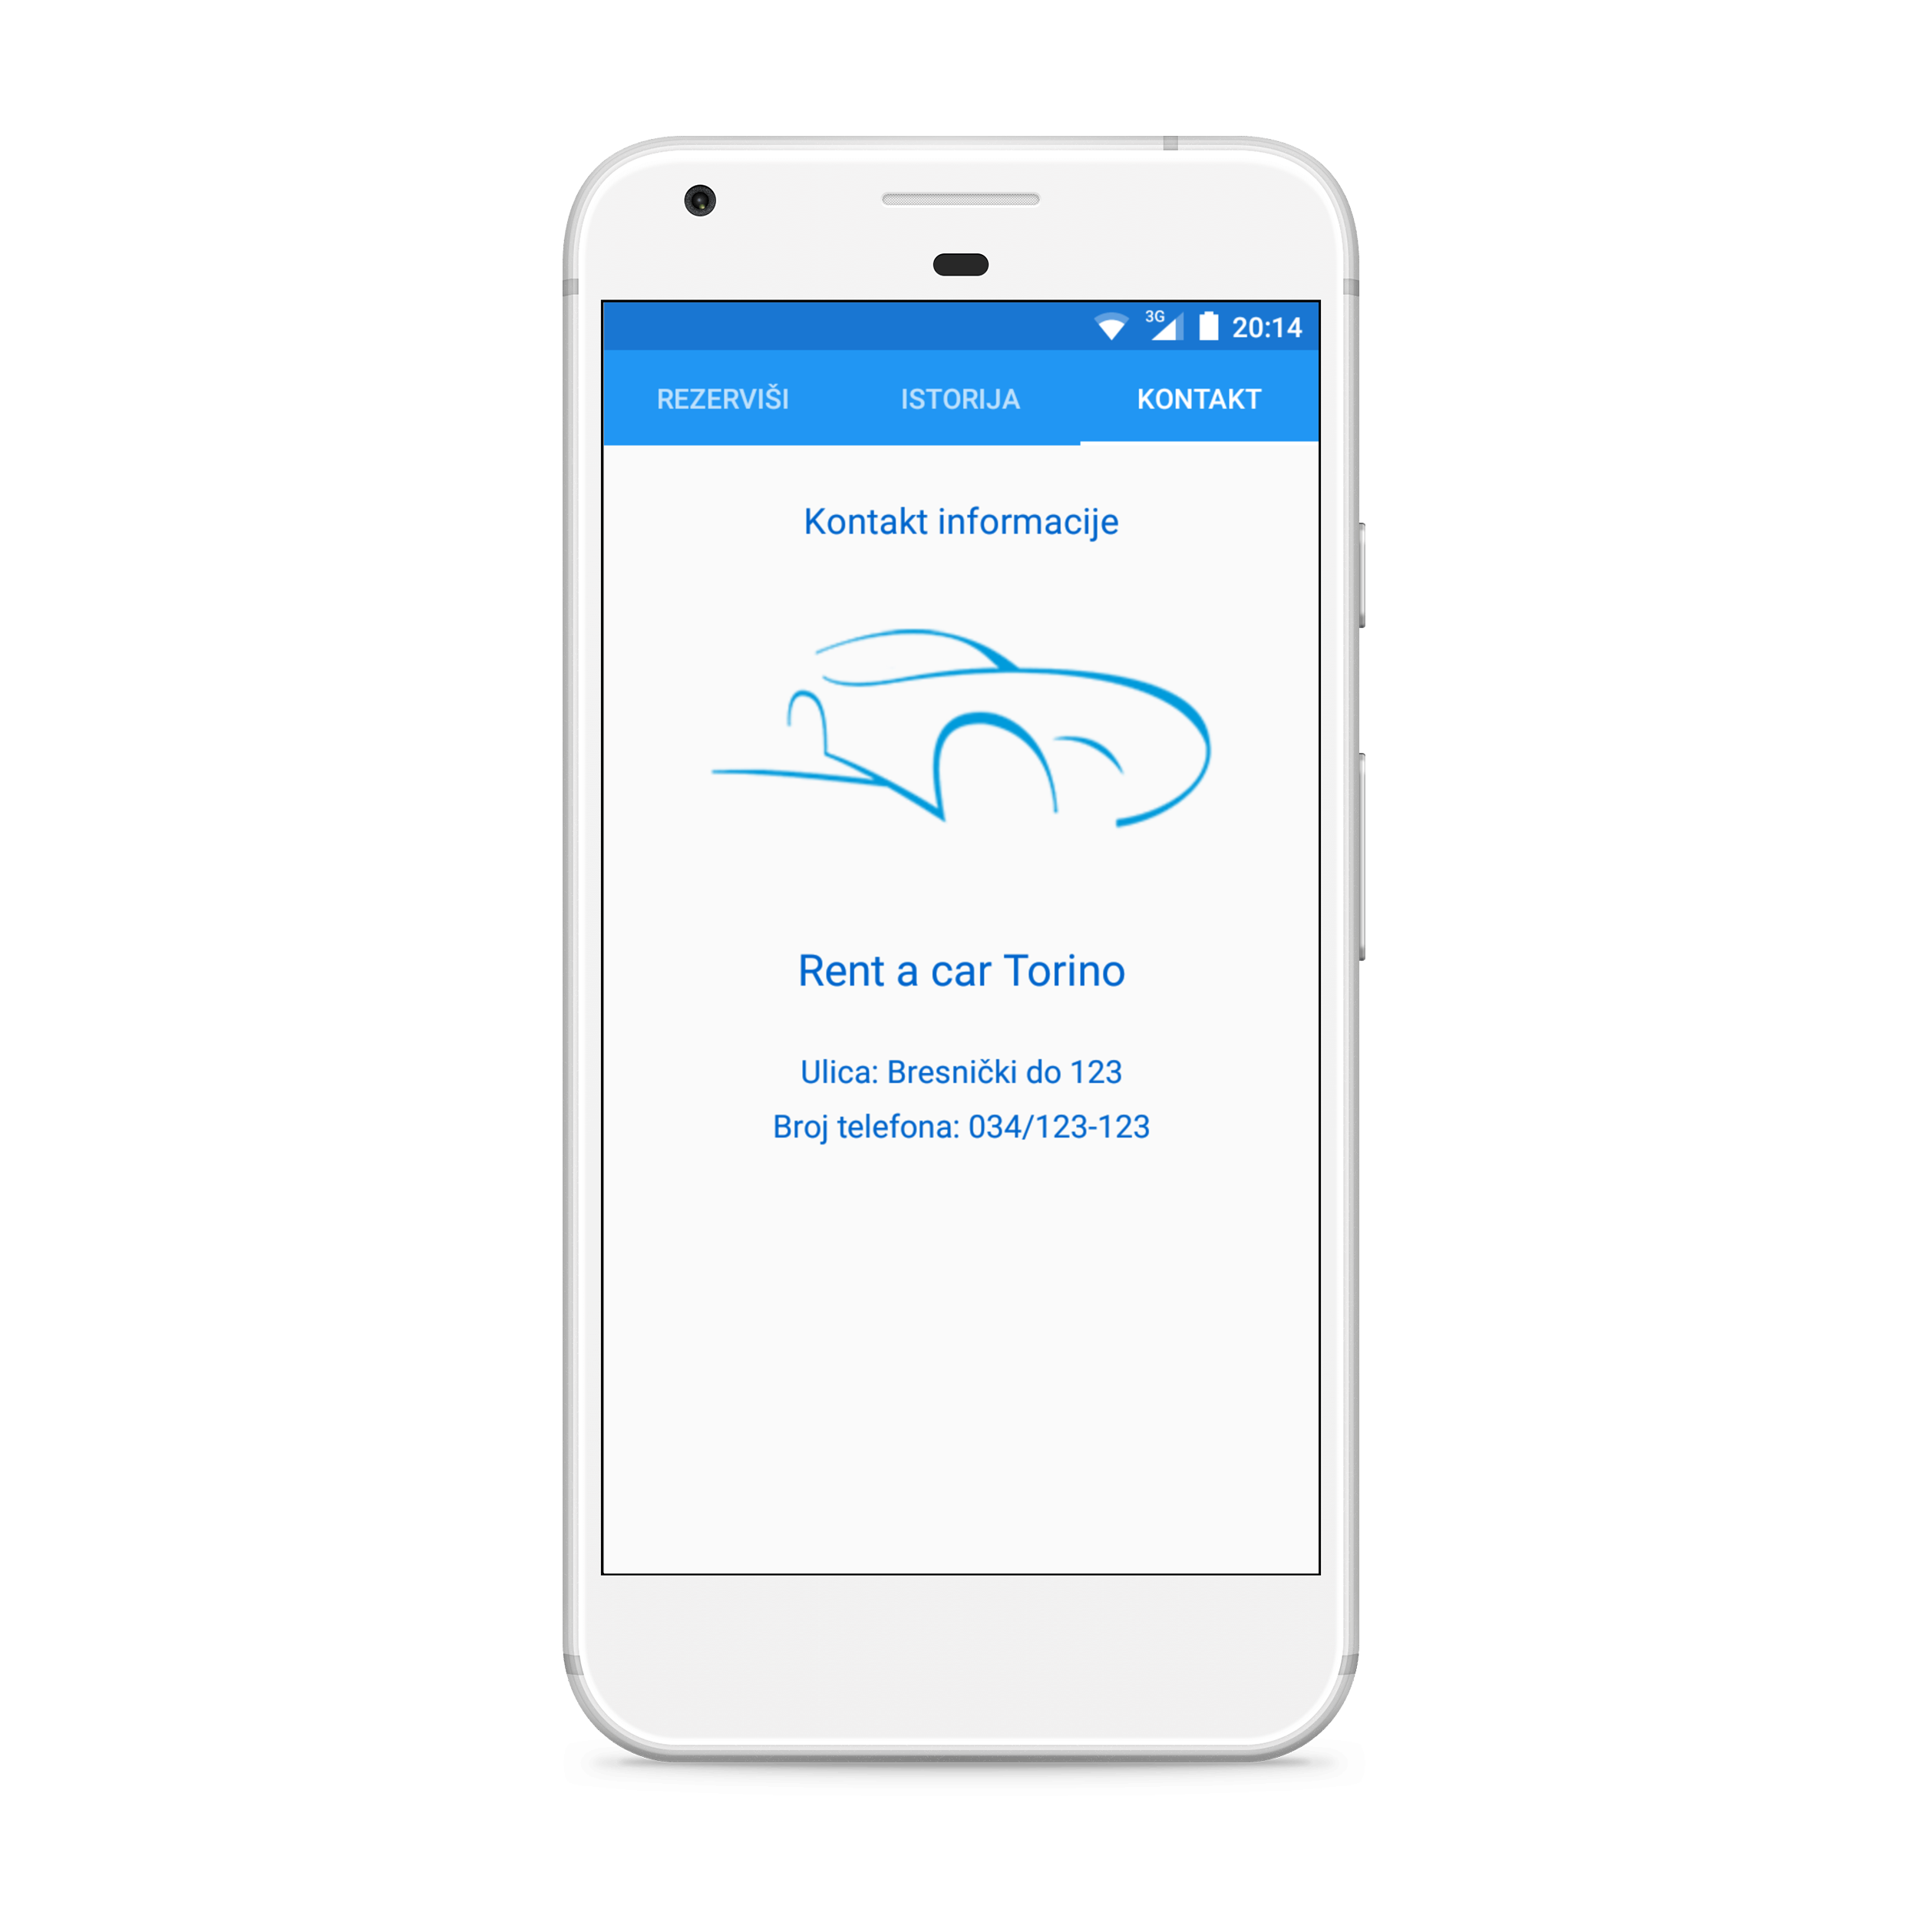 3G 20:14
REZERVIŠI ISTORIJA KONTAKT
Kontakt informacije
Rent a car Torino
Ulica: Bresnički do 123
Broj telefona: 034/123-123